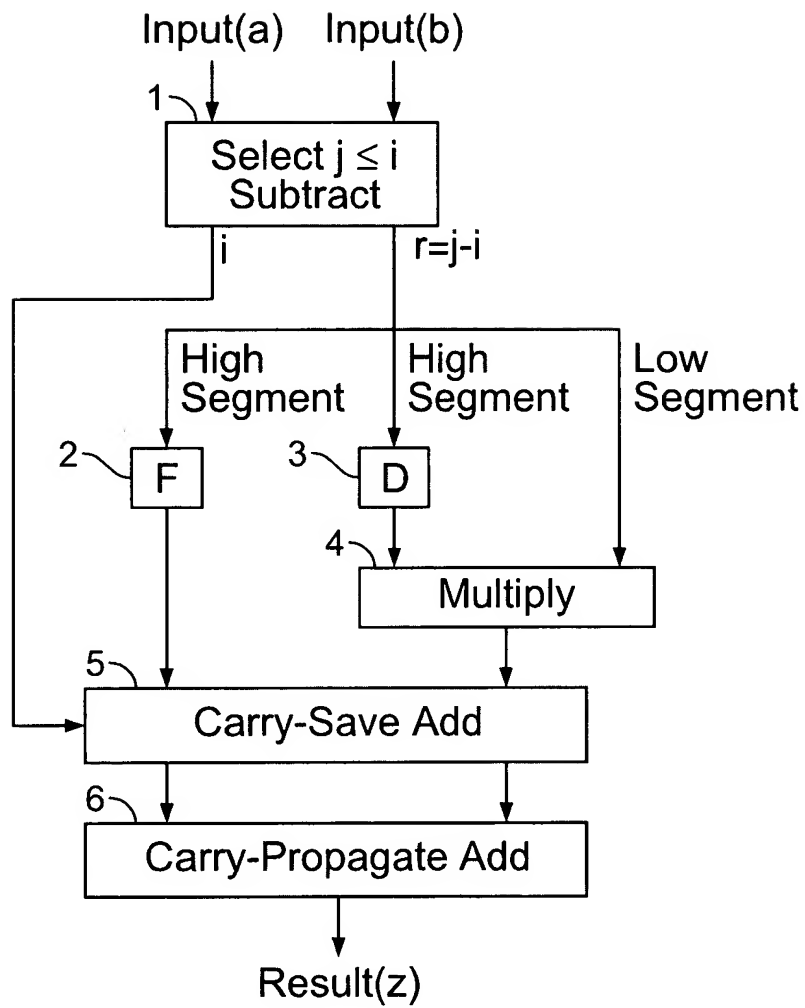 Input(a) Input(b)
1
Select j ≤ i
Subtract
i
r=j-i
High
Segment
High
Segment
Low
Segment
2
F
3
D
4
Multiply
5
Carry-Save Add
6
Carry-Propagate Add
Result(z)